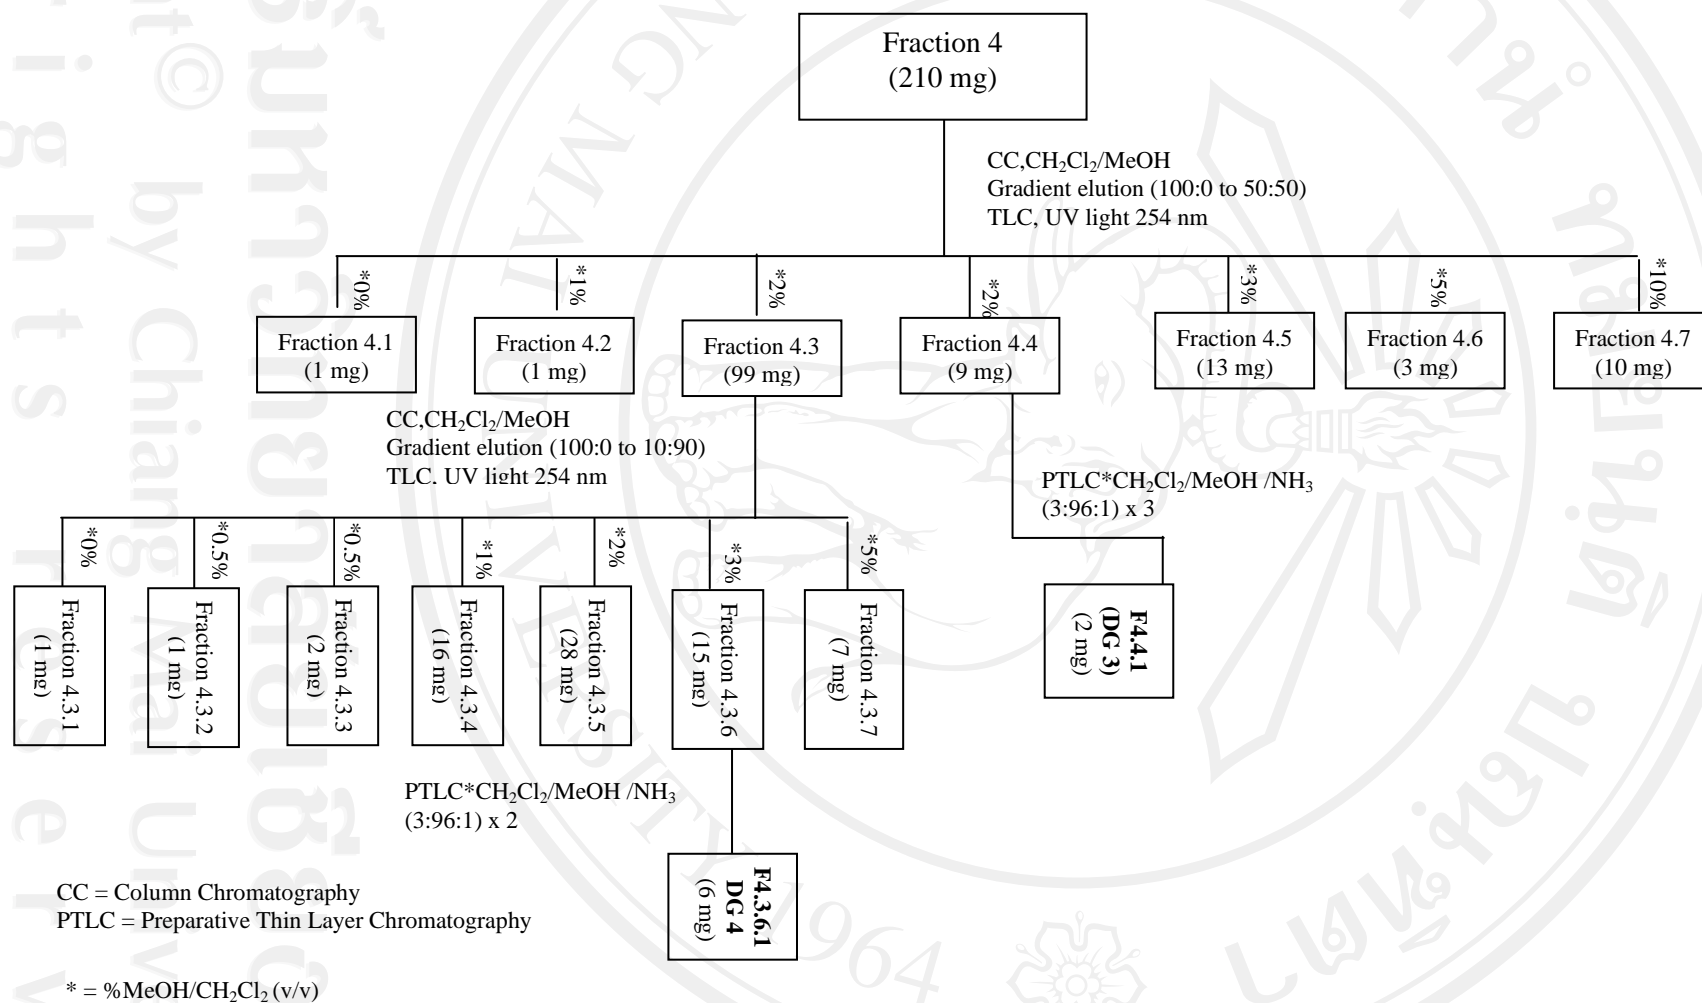 Fraction 4
(210 mg)
CC,CH₂Cl₂/MeOH
Gradient elution (100:0 to 50:50)
TLC, UV light 254 nm
*0%
*1%
*2%
*2%
*3%
*5%
*10%
Fraction 4.1
(1 mg)
Fraction 4.2
(1 mg)
Fraction 4.3
(99 mg)
Fraction 4.4
(9 mg)
Fraction 4.5
(13 mg)
Fraction 4.6
(3 mg)
Fraction 4.7
(10 mg)
CC,CH₂Cl₂/MeOH
Gradient elution (100:0 to 10:90)
TLC, UV light 254 nm
PTLC*CH₂Cl₂/MeOH /NH₃
(3:96:1) x 3
*0%
*0.5%
*0.5%
*1%
*2%
*3%
*5%
Fraction 4.3.1
(1 mg)
Fraction 4.3.2
(1 mg)
Fraction 4.3.3
(2 mg)
Fraction 4.3.4
(16 mg)
Fraction 4.3.5
(28 mg)
Fraction 4.3.6
(15 mg)
Fraction 4.3.7
(7 mg)
F4.4.1
(DG 3)
(2 mg)
PTLC*CH₂Cl₂/MeOH /NH₃
(3:96:1) x 2
F4.3.6.1
DG 4
(6 mg)
CC = Column Chromatography
PTLC = Preparative Thin Layer Chromatography
* = %MeOH/CH₂Cl₂ (v/v)
by Chiang Mai Univ
NG MAI UNIVERSITY 1964